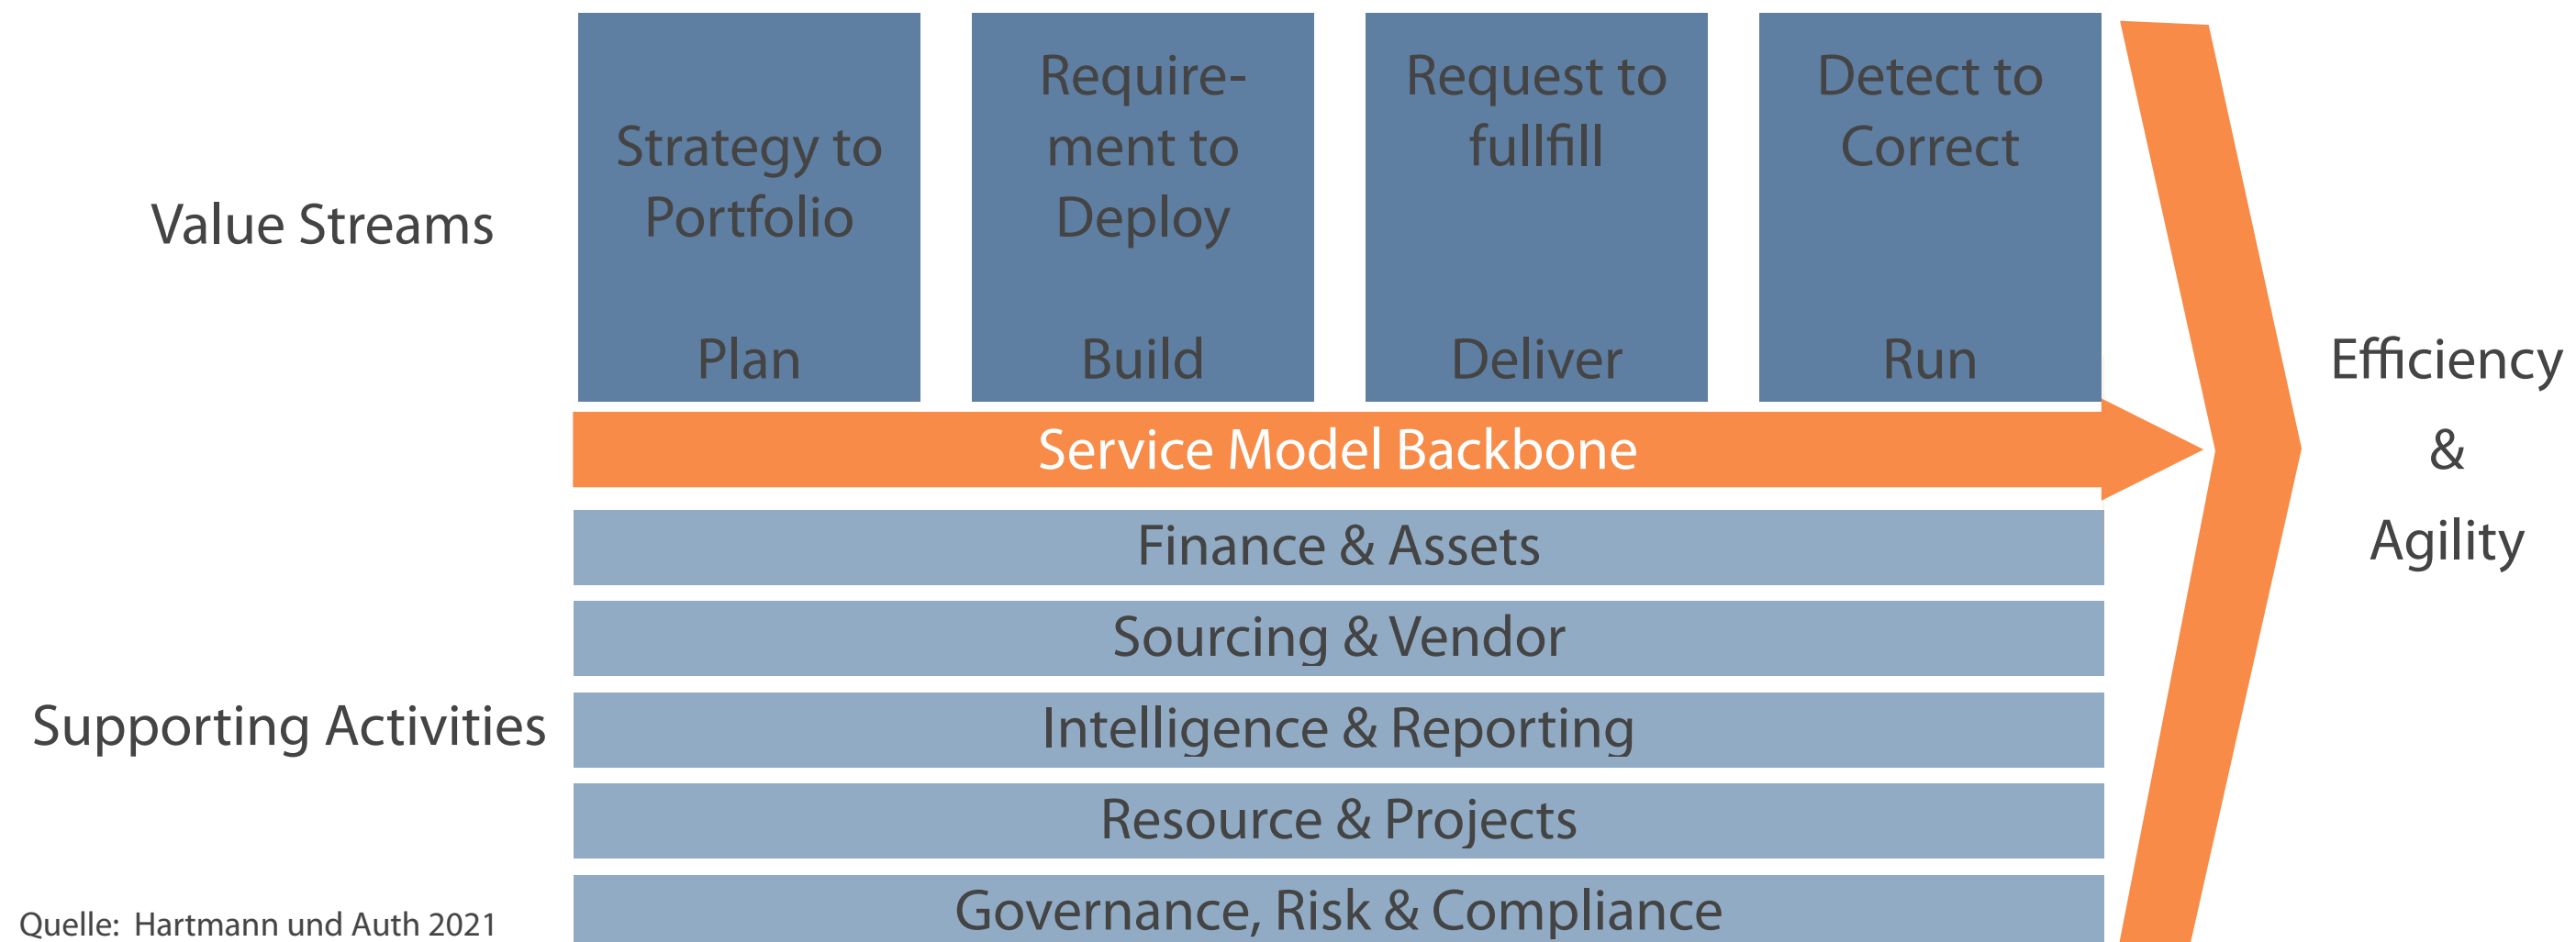 Value Streams
Strategy to
Portfolio
Plan
Require-
ment to
Deploy
Build
Request to
fullfill
Deliver
Detect to
Correct
Run
Service Model Backbone
Efficiency
&
Agility
Supporting Activities
Finance & Assets
Sourcing & Vendor
Intelligence & Reporting
Resource & Projects
Governance, Risk & Compliance
Quelle: Hartmann und Auth 2021